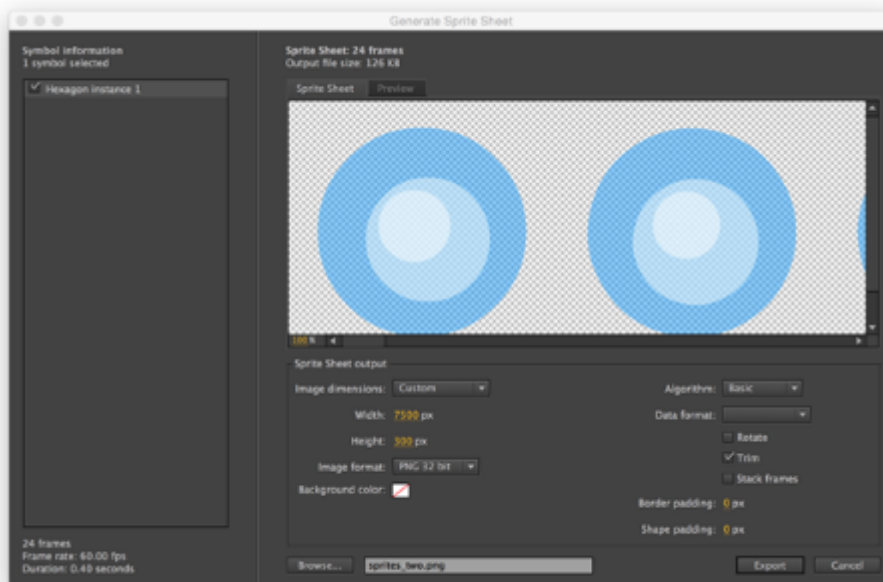 Generate Sprite Sheet
Symbol information
1 symbol selected
Hexagon instance 1
24 frames
Frame rate: 60.00 fps
Duration: 0.40 seconds
Sprite Sheet: 24 frames
Output file size: 126 KB
Sprite Sheet
Preview
100 %
Sprite Sheet output
Image dimensions: Custom
Width: 7500 px
Height: 300 px
Image format: PNG 32 bit
Background color:
Algorithm: Basic
Data format:
Rotate
Trim
Stack frames
Border padding: 0 px
Shape padding: 0 px
Browse...
sprites_two.png
Export
Cancel